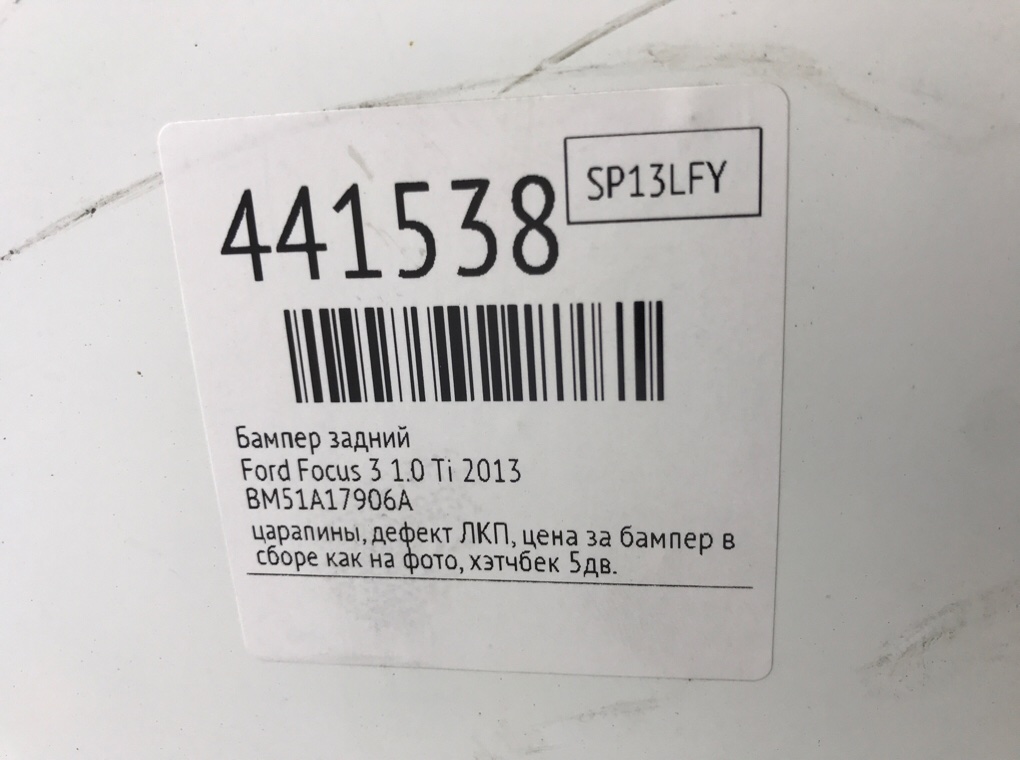 SP13LFY
441538
Бампер задний
Ford Focus 3 1.0 Ti 2013
BM51A17906A
царапины, дефект ЛКП, цена за бампер в
сборе как на фото, хэтчбек 5дв.